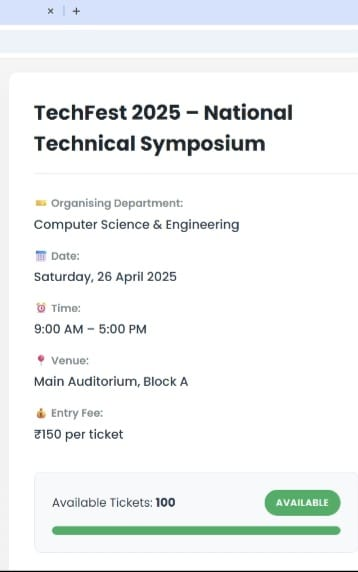 TechFest 2025 – National
Technical Symposium
🎫 Organising Department:
Computer Science & Engineering
📅 Date:
Saturday, 26 April 2025
⏰ Time:
9:00 AM – 5:00 PM
📍 Venue:
Main Auditorium, Block A
💰 Entry Fee:
₹150 per ticket
Available Tickets: 100 AVAILABLE